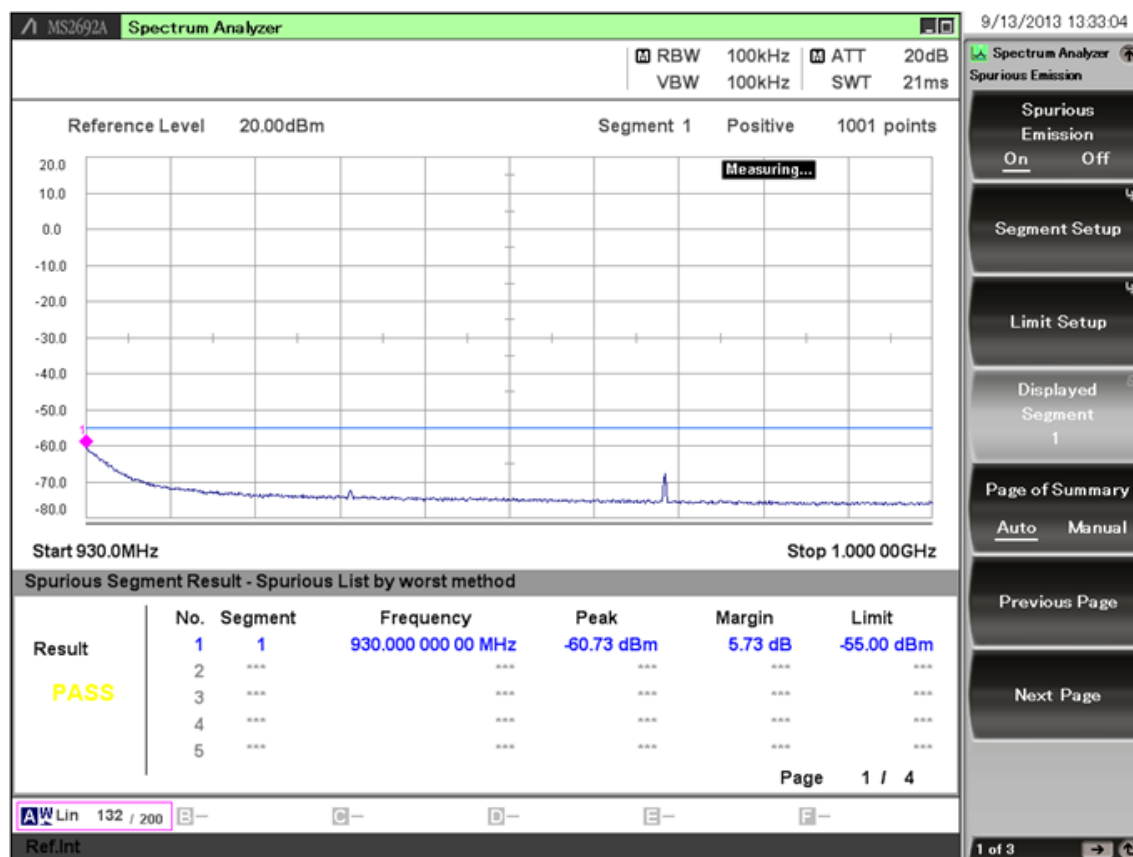 MS2692A Spectrum Analyzer
9/13/2013 13:33:04
M RBW 100kHz M ATT 20dB
VBW 100kHz SWT 21ms
Reference Level 20.00dBm Segment 1 Positive 1001 points
Measuring...
20.0
10.0
0.0
-10.0
-20.0
-30.0
-40.0
-50.0
-60.0
-70.0
-80.0
1
Start 930.0MHz Stop 1.000 00GHz
Spurious Segment Result - Spurious List by worst method
No. Segment Frequency Peak Margin Limit
Result
PASS
1 1 930.000 000 00 MHz -60.73 dBm 5.73 dB -55.00 dBm
2 *** *** *** *** ***
3 *** *** *** *** ***
4 *** *** *** *** ***
5 *** *** *** *** ***
Page 1 / 4
A W Lin 132 / 200 B- C- D- E- F-
Ref.Int
Spectrum Analyzer
Spurious Emission
Spurious
Emission
On Off
Segment Setup
Limit Setup
Displayed
Segment
1
Page of Summary
Auto Manual
Previous Page
Next Page
1 of 3